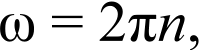 ω = 2πn,